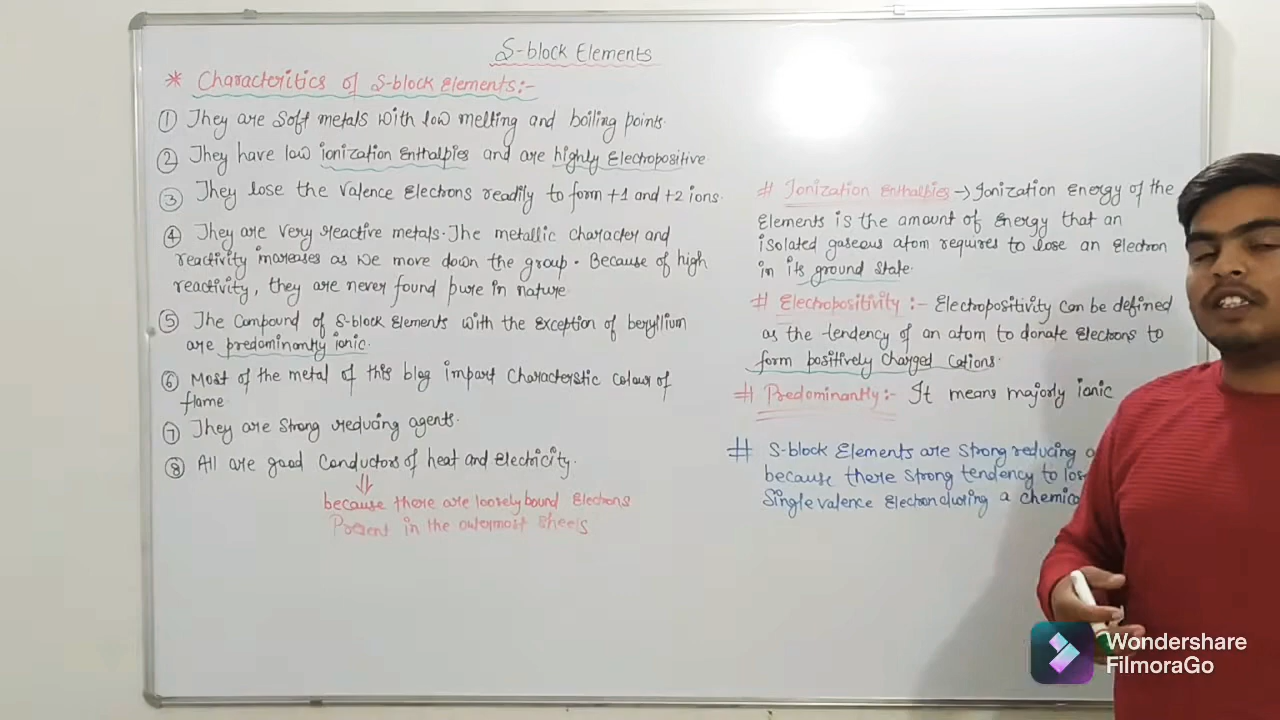 S-block Elements
* Characteritics of S-block Elements:-
① They are Soft metals with low melting and boiling points.
② They have low ionization Enthalpies and are highly Electropositive.
③ They lose the Valence Electrons readily to form +1 and +2 ions.
④ They are very reactive metals. The metallic character and
reactivity increases as we move down the group. Because of high
reactivity, they are never found pure in nature.
⑤ The Compound of S-block Elements with the Exception of beryllium
are predominantly ionic.
⑥ Most of the metal of this blog impart Characterstic colour of
flame.
⑦ They are strong reducing agents.
⑧ All are good Conductors of heat and Electricity.
⇓
because there are loosely bound Electrons
Present in the outermost Sheels
# Ionization Enthalpies → Ionization Energy of the
Elements is the amount of Energy that an
isolated gaseous atom requires to lose an Electron
in its ground State.
# Electropositivity :- Electropositivity can be defined
as the tendency of an atom to donate Electrons to
form positively Charged Cations.
# Predominantly:- It means majorly ionic
# S-block Elements are Strong reducing
because there Strong tendency to
Single valence Electron during a
Wondershare
FilmoraGo